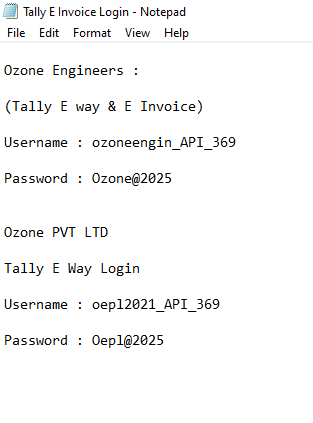 Tally E Invoice Login - Notepad
File Edit Format View Help
Ozone Engineers :
(Tally E way & E Invoice)
Username : ozoneengin_API_369
Password : Ozone@2025
Ozone PVT LTD
Tally E Way Login
Username : oepl2021_API_369
Password : Oepl@2025